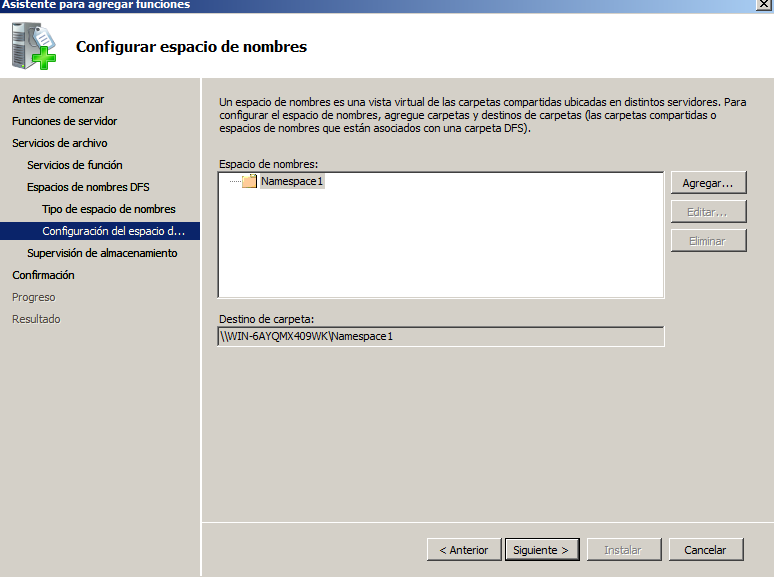 Asistente para agregar funciones
Configurar espacio de nombres
Antes de comenzar
Funciones de servidor
Servicios de archivo
Servicios de función
Espacios de nombres DFS
Tipo de espacio de nombres
Configuración del espacio d...
Supervisión de almacenamiento
Confirmación
Progreso
Resultado
Un espacio de nombres es una vista virtual de las carpetas compartidas ubicadas en distintos servidores. Para
configurar el espacio de nombres, agregue carpetas y destinos de carpetas (las carpetas compartidas o
espacios de nombres que están asociados con una carpeta DFS).
Espacio de nombres:
Namespace1
Agregar...
Editar...
Eliminar
Destino de carpeta:
\\WIN-6AYQMX409WK\Namespace1
< Anterior
Siguiente >
Instalar
Cancelar